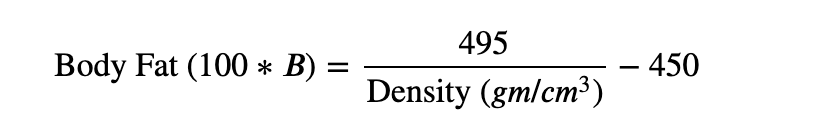 Body Fat (100 * B) = 495 / Density (gm/cm³) − 450